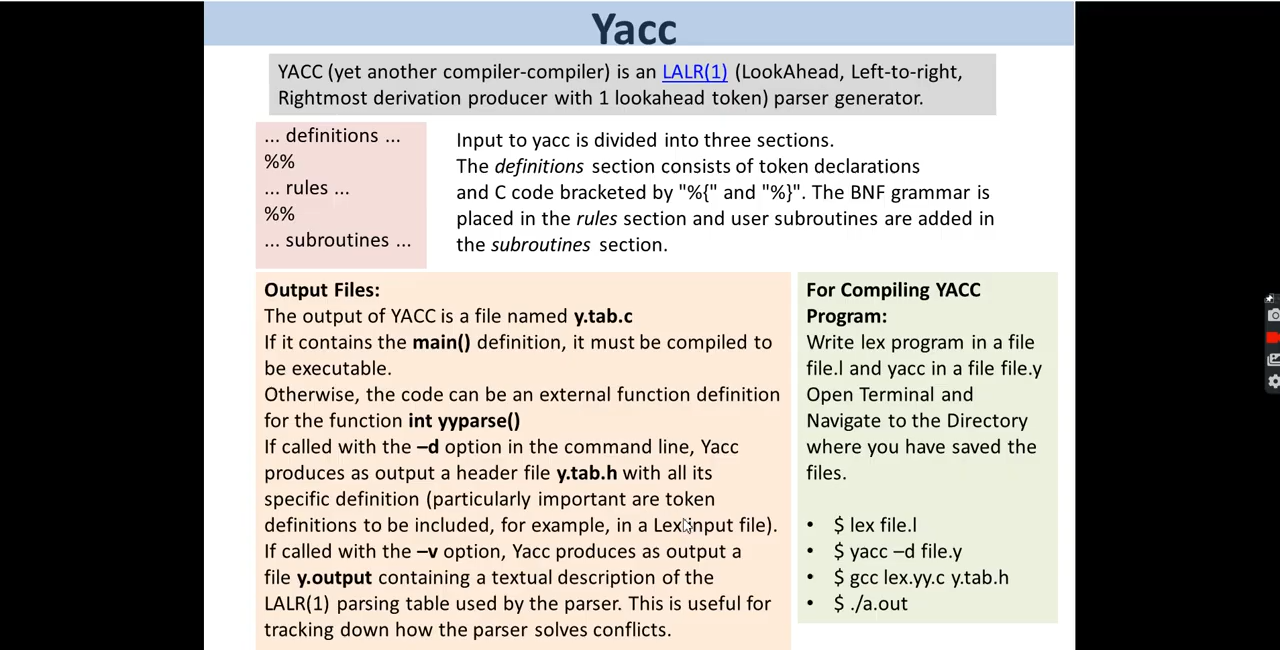 Yacc
YACC (yet another compiler-compiler) is an LALR(1) (LookAhead, Left-to-right,
Rightmost derivation producer with 1 lookahead token) parser generator.
... definitions ...
%%
... rules ...
%%
... subroutines ...
Input to yacc is divided into three sections.
The definitions section consists of token declarations
and C code bracketed by "%{" and "%}". The BNF grammar is
placed in the rules section and user subroutines are added in
the subroutines section.
Output Files:
The output of YACC is a file named y.tab.c
If it contains the main() definition, it must be compiled to
be executable.
Otherwise, the code can be an external function definition
for the function int yyparse()
If called with the –d option in the command line, Yacc
produces as output a header file y.tab.h with all its
specific definition (particularly important are token
definitions to be included, for example, in a Lex input file).
If called with the –v option, Yacc produces as output a
file y.output containing a textual description of the
LALR(1) parsing table used by the parser. This is useful for
tracking down how the parser solves conflicts.
For Compiling YACC
Program:
Write lex program in a file
file.l and yacc in a file file.y
Open Terminal and
Navigate to the Directory
where you have saved the
files.
• $ lex file.l
• $ yacc –d file.y
• $ gcc lex.yy.c y.tab.h
• $ ./a.out